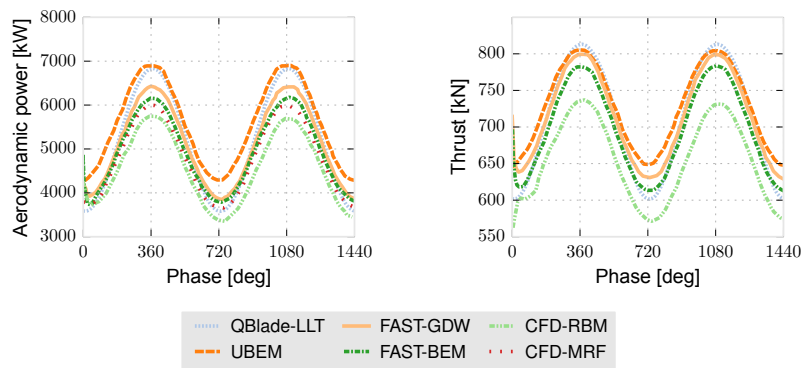 8000
7000
6000
5000
4000
3000
0 360 720 1080 1440
Aerodynamic power [kW]
Phase [deg]
800
750
700
650
600
550
0 360 720 1080 1440
Thrust [kN]
Phase [deg]
QBlade-LLT FAST-GDW CFD-RBM
UBEM FAST-BEM CFD-MRF